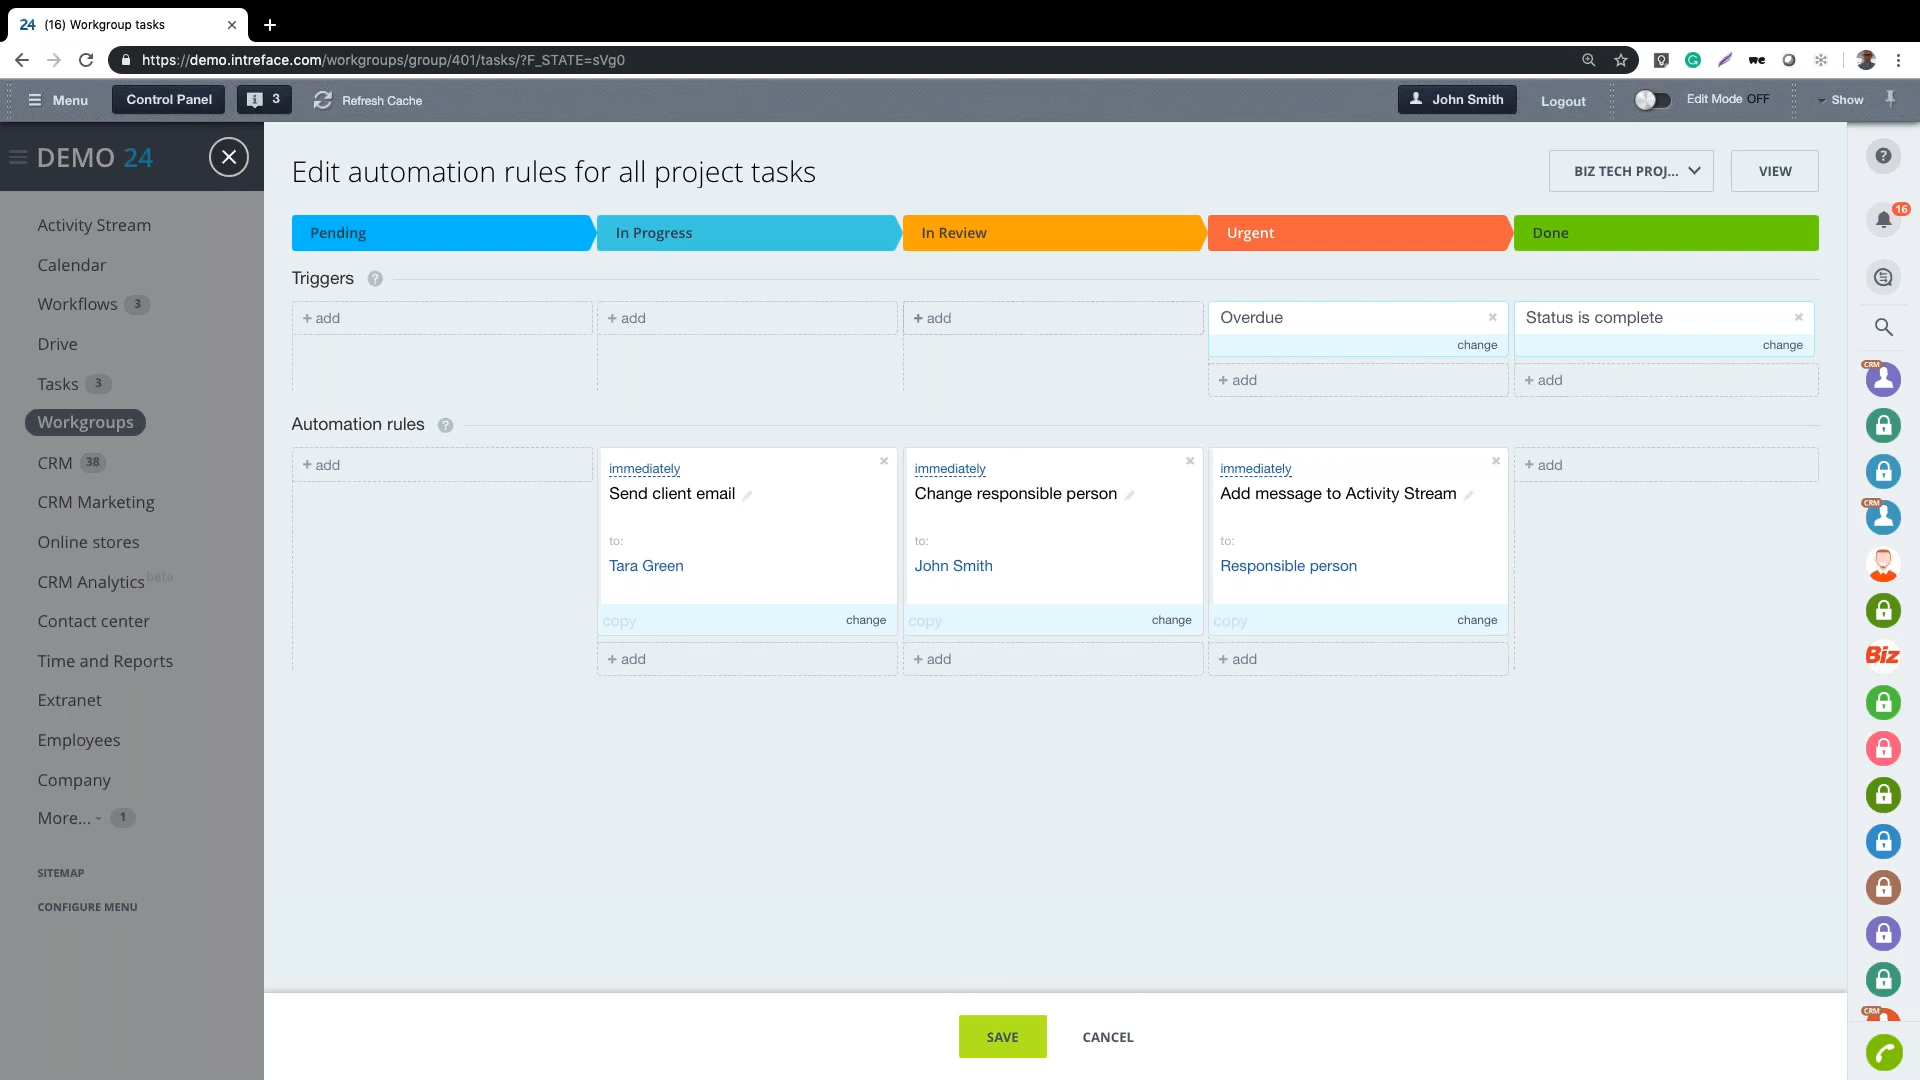 24 (16) Workgroup tasks
https://demo.intreface.com/workgroups/group/401/tasks/?F_STATE=sVg0
Menu Control Panel 3 Refresh Cache John Smith Logout Edit Mode OFF Show
DEMO 24
Activity Stream
Calendar
Workflows 3
Drive
Tasks 3
Workgroups
CRM 38
CRM Marketing
Online stores
CRM Analytics beta
Contact center
Time and Reports
Extranet
Employees
Company
More... 1
SITEMAP
CONFIGURE MENU
Edit automation rules for all project tasks
BIZ TECH PROJ... VIEW
Pending In Progress In Review Urgent Done
Triggers ?
+ add + add + add Overdue Status is complete
change change
+ add + add
Automation rules ?
+ add immediately immediately immediately + add
Send client email Change responsible person Add message to Activity Stream
to: to: to:
Tara Green John Smith Responsible person
copy change copy change copy change
+ add + add + add
SAVE CANCEL
?
16
CRM
CRM
Biz
CRM